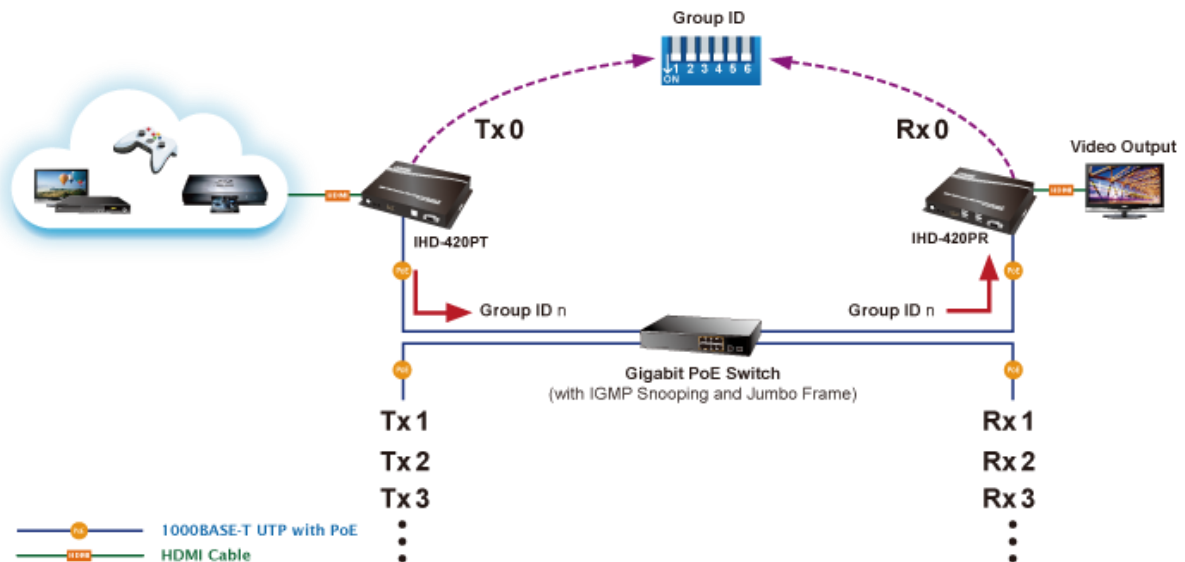 Group ID
1 2 3 4 5 6
ON
Tx 0
Rx 0
Video Output
HDMI
HDMI
IHD-420PT
IHD-420PR
PoE
PoE
Group ID n
Group ID n
Gigabit PoE Switch
(with IGMP Snooping and Jumbo Frame)
PoE
PoE
Tx 1
Rx 1
Tx 2
Rx 2
Tx 3
Rx 3
PoE
1000BASE-T UTP with PoE
HDMI
HDMI Cable